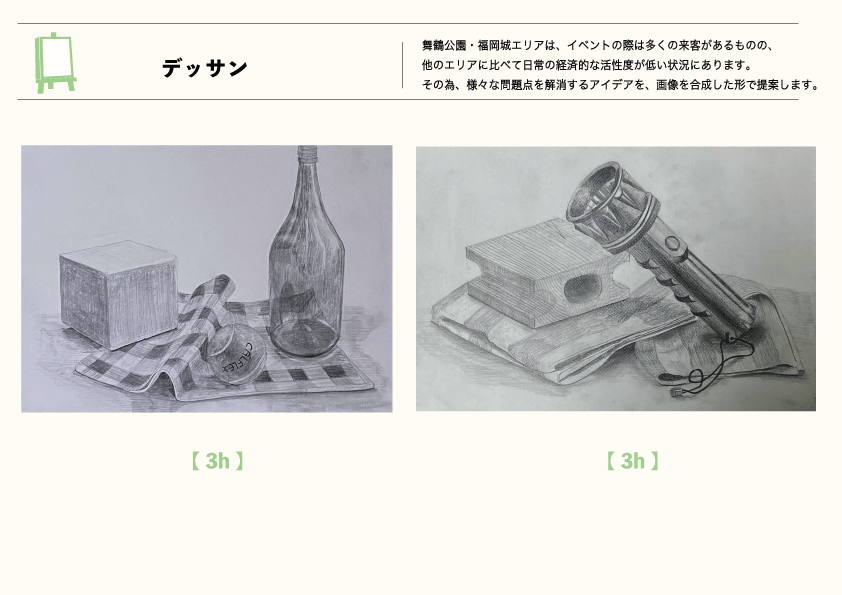 デッサン
舞鶴公園・福岡城エリアは、イベントの際は多くの来客があるものの、
他のエリアに比べて日常の経済的な活性度が低い状況にあります。
その為、様々な問題点を解消するアイデアを、画像を合成した形で提案します。
CALFLEX
【 3h 】
【 3h 】